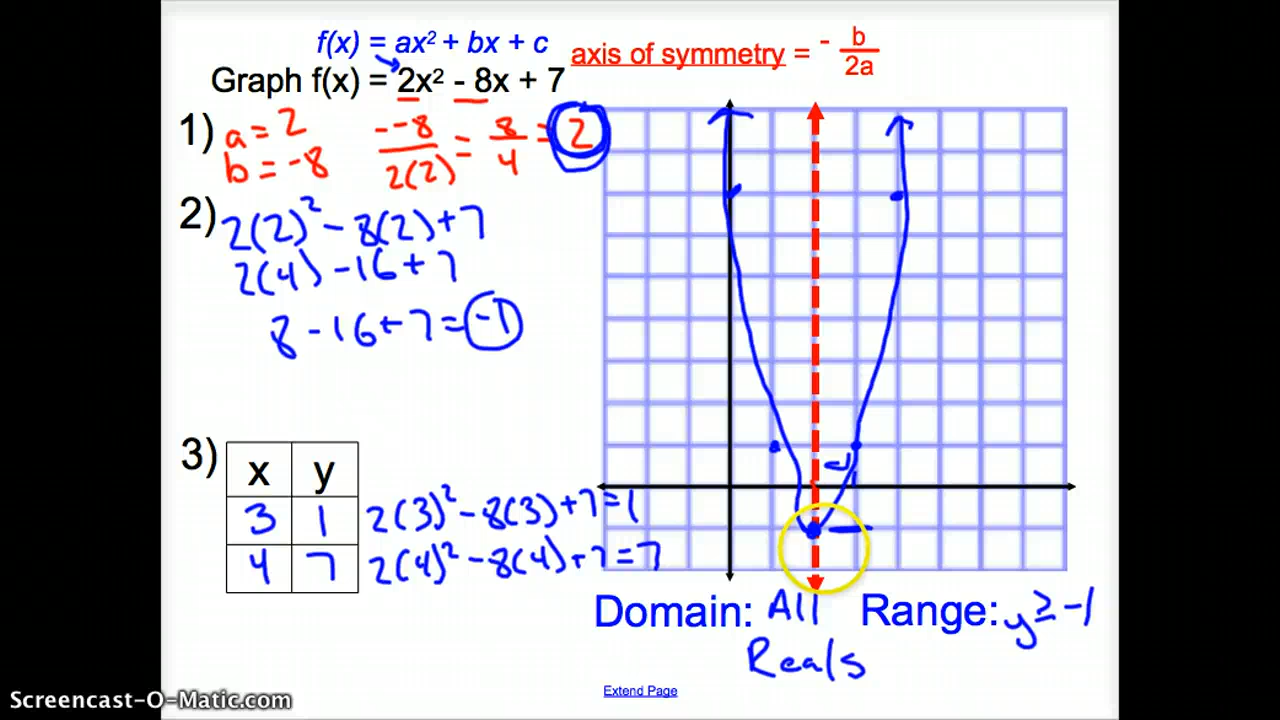 f(x) = ax² + bx + c
axis of symmetry = - b/2a
Graph f(x) = 2x² - 8x + 7
1) a = 2
b = -8
--8/2(2) = 8/4 = 2
2) 2(2)² - 8(2) + 7
2(4) - 16 + 7
8 - 16 + 7 = -1
3) x y
3 1 2(3)² - 8(3) + 7 = 1
4 7 2(4)² - 8(4) + 7 = 7
Domain: All Reals
Range: y ≥ -1
Extend Page
Screencast-O-Matic.com